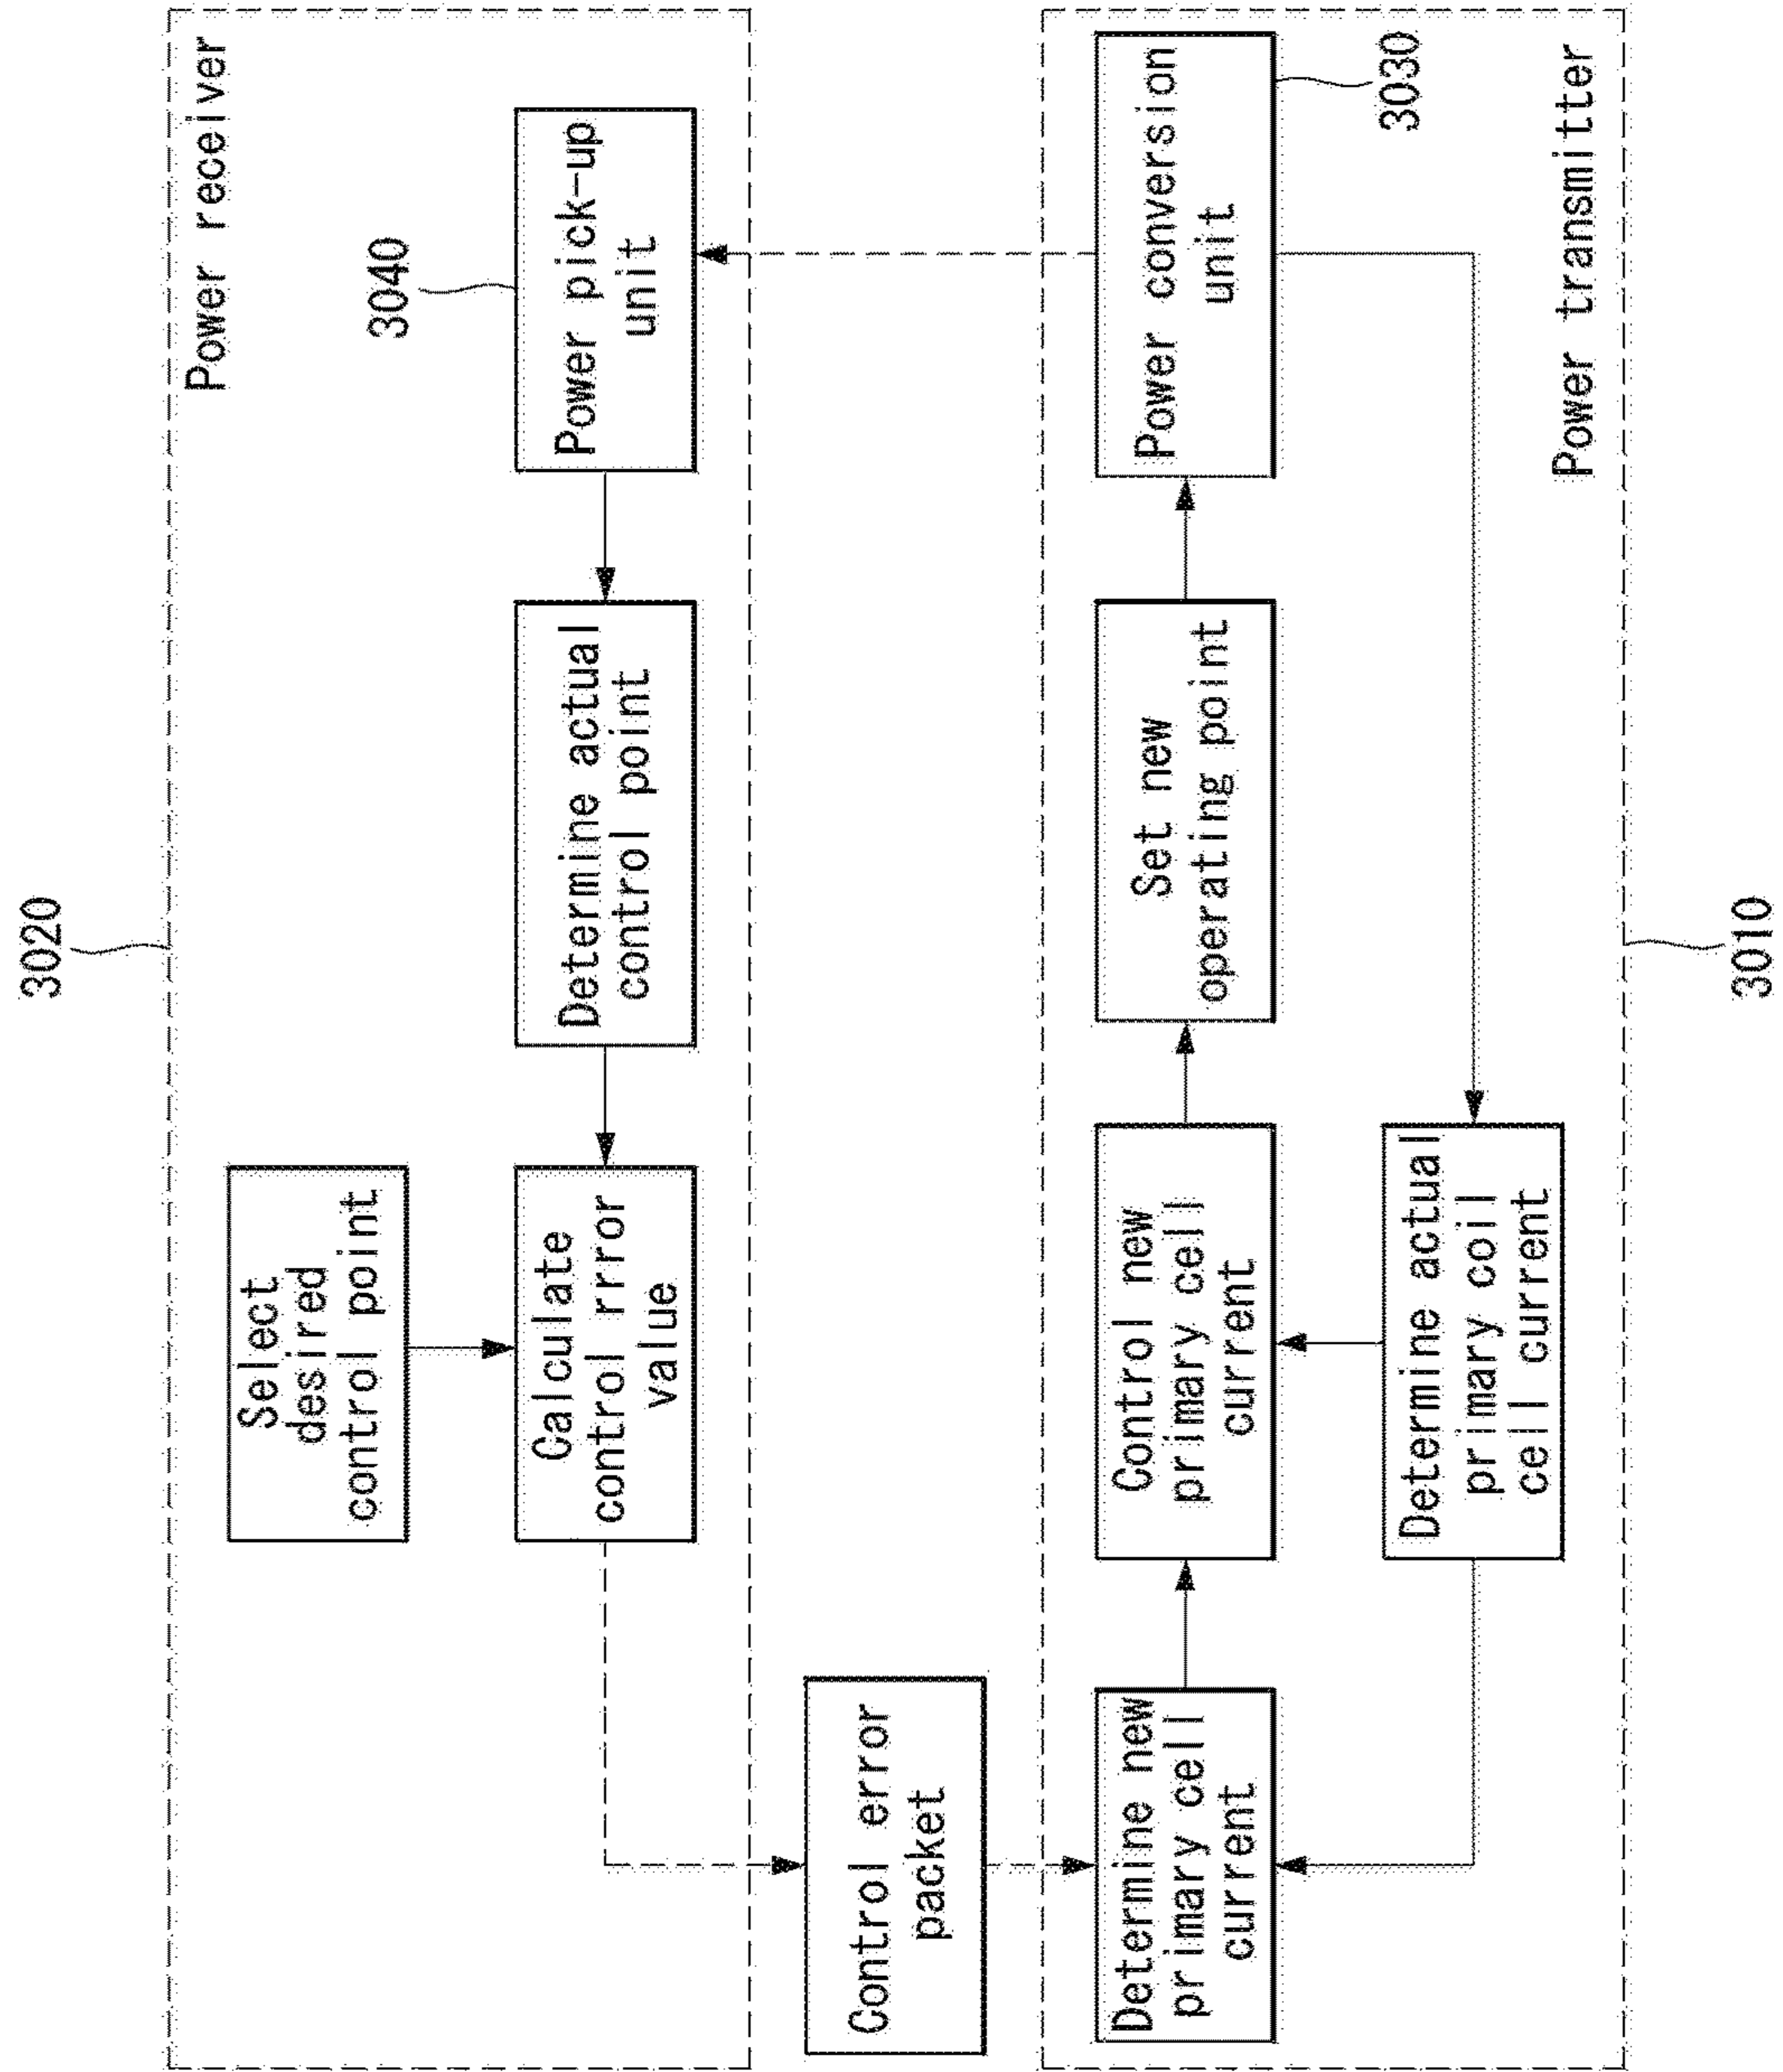 3020
Power receiver
Select
desired
control point
3040
Calculate
control rror
value
Determine actual
control point
Power pick-up
unit
Control error
packet
Determine new
primary cell
current
Control new
primary cell
current
Set new
operating point
Power conversion
unit
3030
Determine actual
primary coil
cell current
Power transmitter
3010